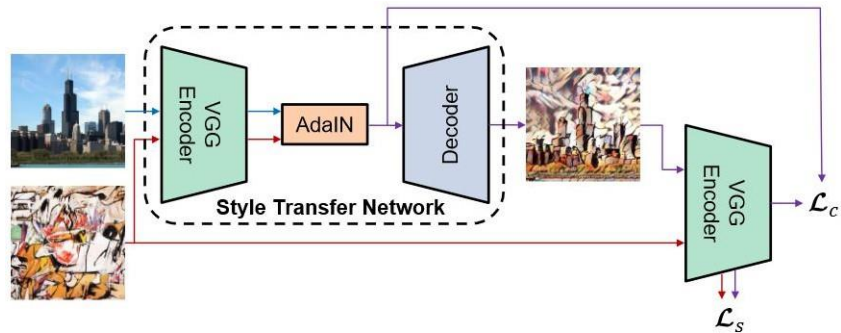 VGG
Encoder
AdaIN
Decoder
Style Transfer Network
VGG
Encoder
ℒc
ℒs